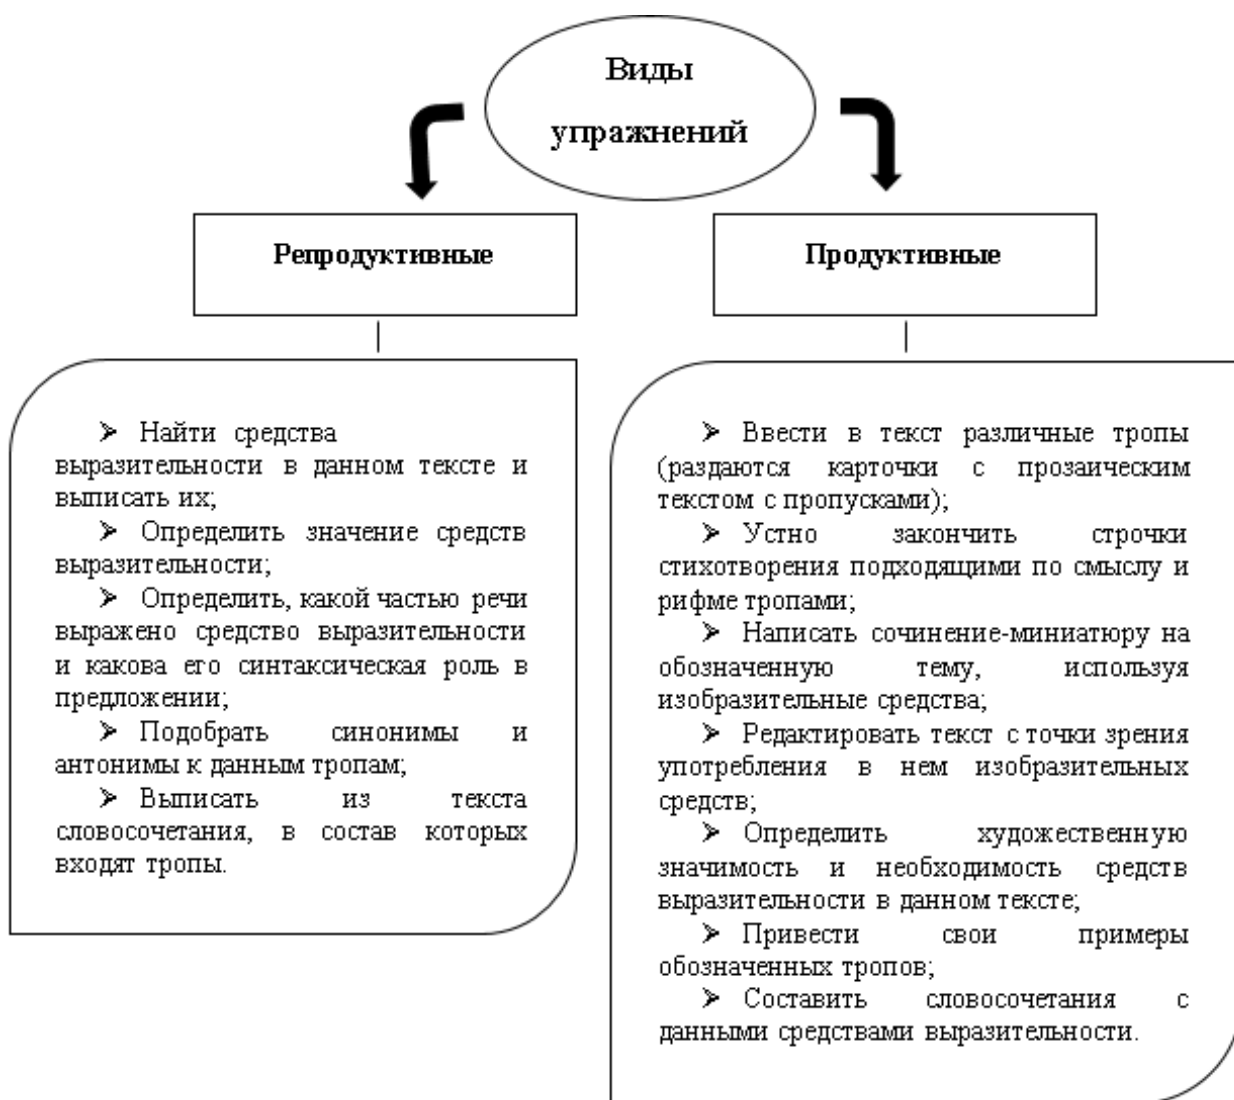 Виды
упражнений
Репродуктивные
Продуктивные
➤ Найти средства
выразительности в данном тексте и
выписать их;
➤ Определить значение средств
выразительности;
➤ Определить, какой частью речи
выражено средство выразительности
и какова его синтаксическая роль в
предложении;
➤ Подобрать синонимы и
антонимы к данным тропам;
➤ Выписать из текста
словосочетания, в состав которых
входят тропы.
➤ Ввести в текст различные тропы
(раздаются карточки с прозаическим
текстом с пропусками);
➤ Устно закончить строчки
стихотворения подходящими по смыслу и
рифме тропами;
➤ Написать сочинение-миниатюру на
обозначенную тему, используя
изобразительные средства;
➤ Редактировать текст с точки зрения
употребления в нем изобразительных
средств;
➤ Определить художественную
значимость и необходимость средств
выразительности в данном тексте;
➤ Привести свои примеры
обозначенных тропов;
➤ Составить словосочетания с
данными средствами выразительности.